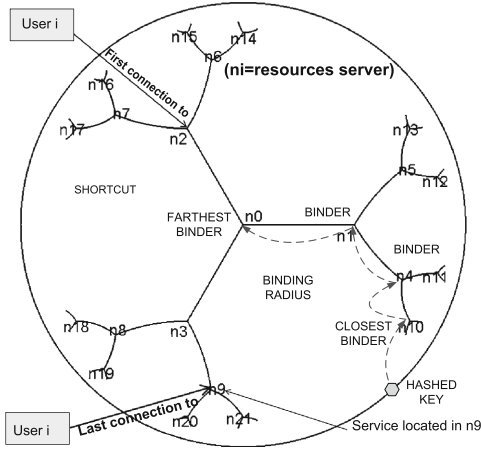 User i
n15
n14
n6
First connection to
(ni=resources server)
n16
n7
n17
n2
n13
n5
n12
SHORTCUT
FARTHEST
BINDER
n0
BINDER
n1
BINDER
n4
n11
BINDING
RADIUS
n18
n8
n3
CLOSEST
BINDER
n10
n19
n9
HASHED
KEY
User i
Last connection to
n20
n21
Service located in n9